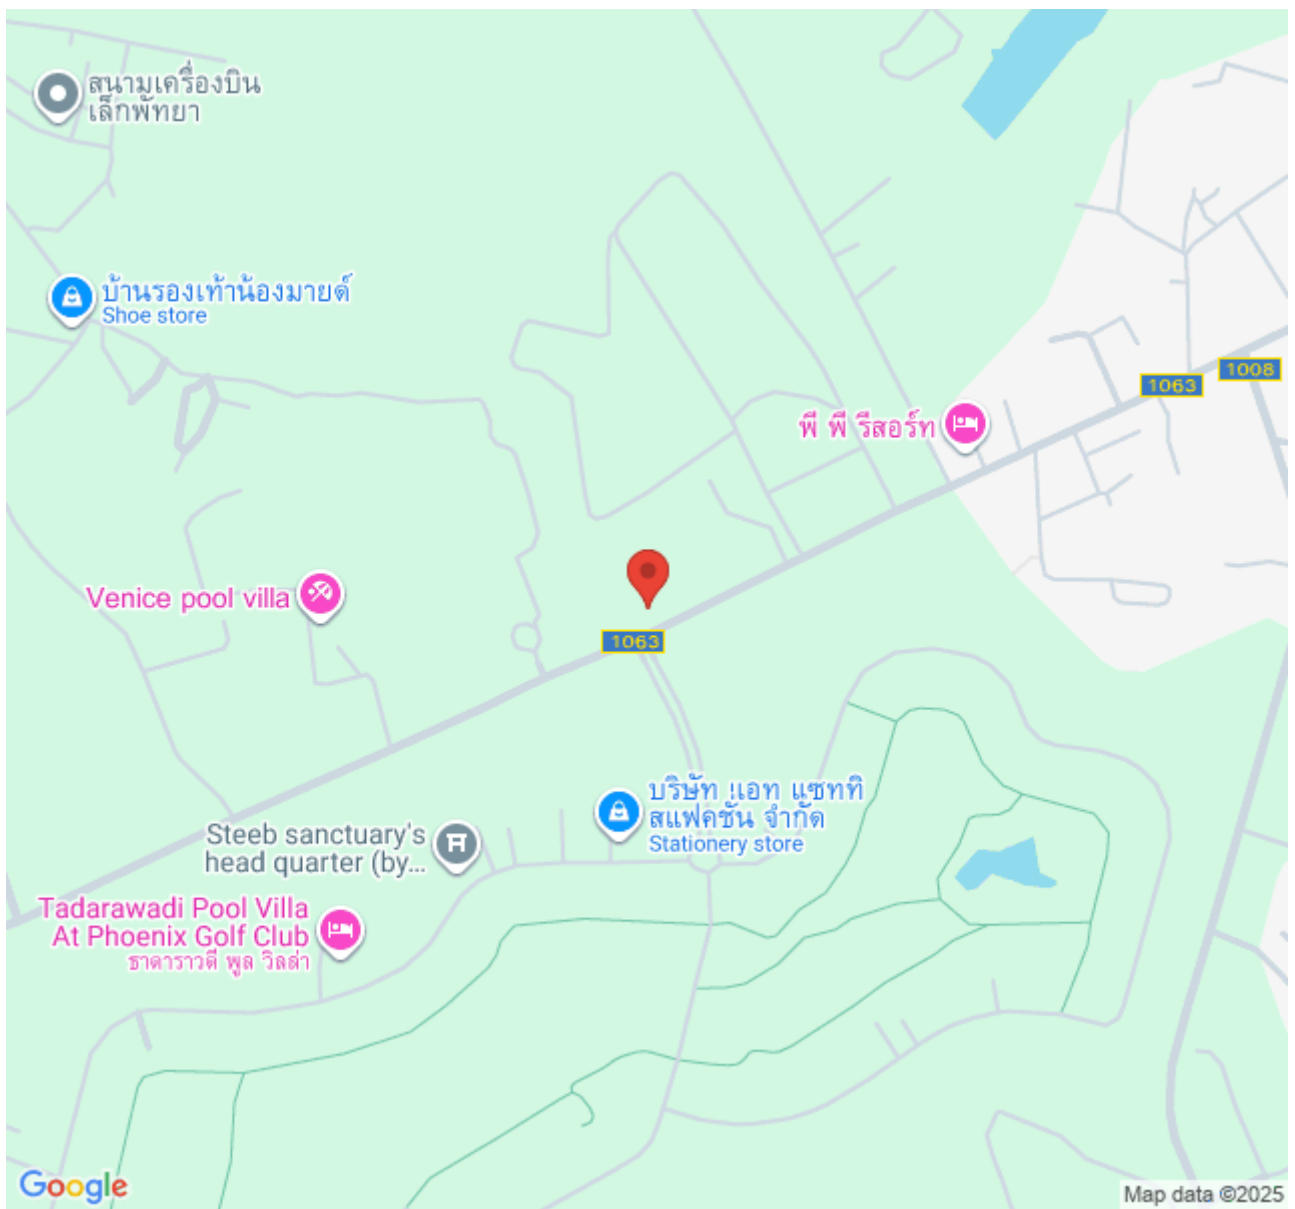 สนามเครื่องบิน
เล็กพัทยา
บ้านรองเท้าน้องมายด์
Shoe store
1008
1063
พี พี รีสอร์ท
Venice pool villa
1063
บริษัท แอท แซทที
สแฟคชั่น จำกัด
Stationery store
Steeb sanctuary's
head quarter (by...
Tadarawadi Pool Villa
At Phoenix Golf Club
ธาดาราวดี พูล วิลล่า
Google
Map data ©2025